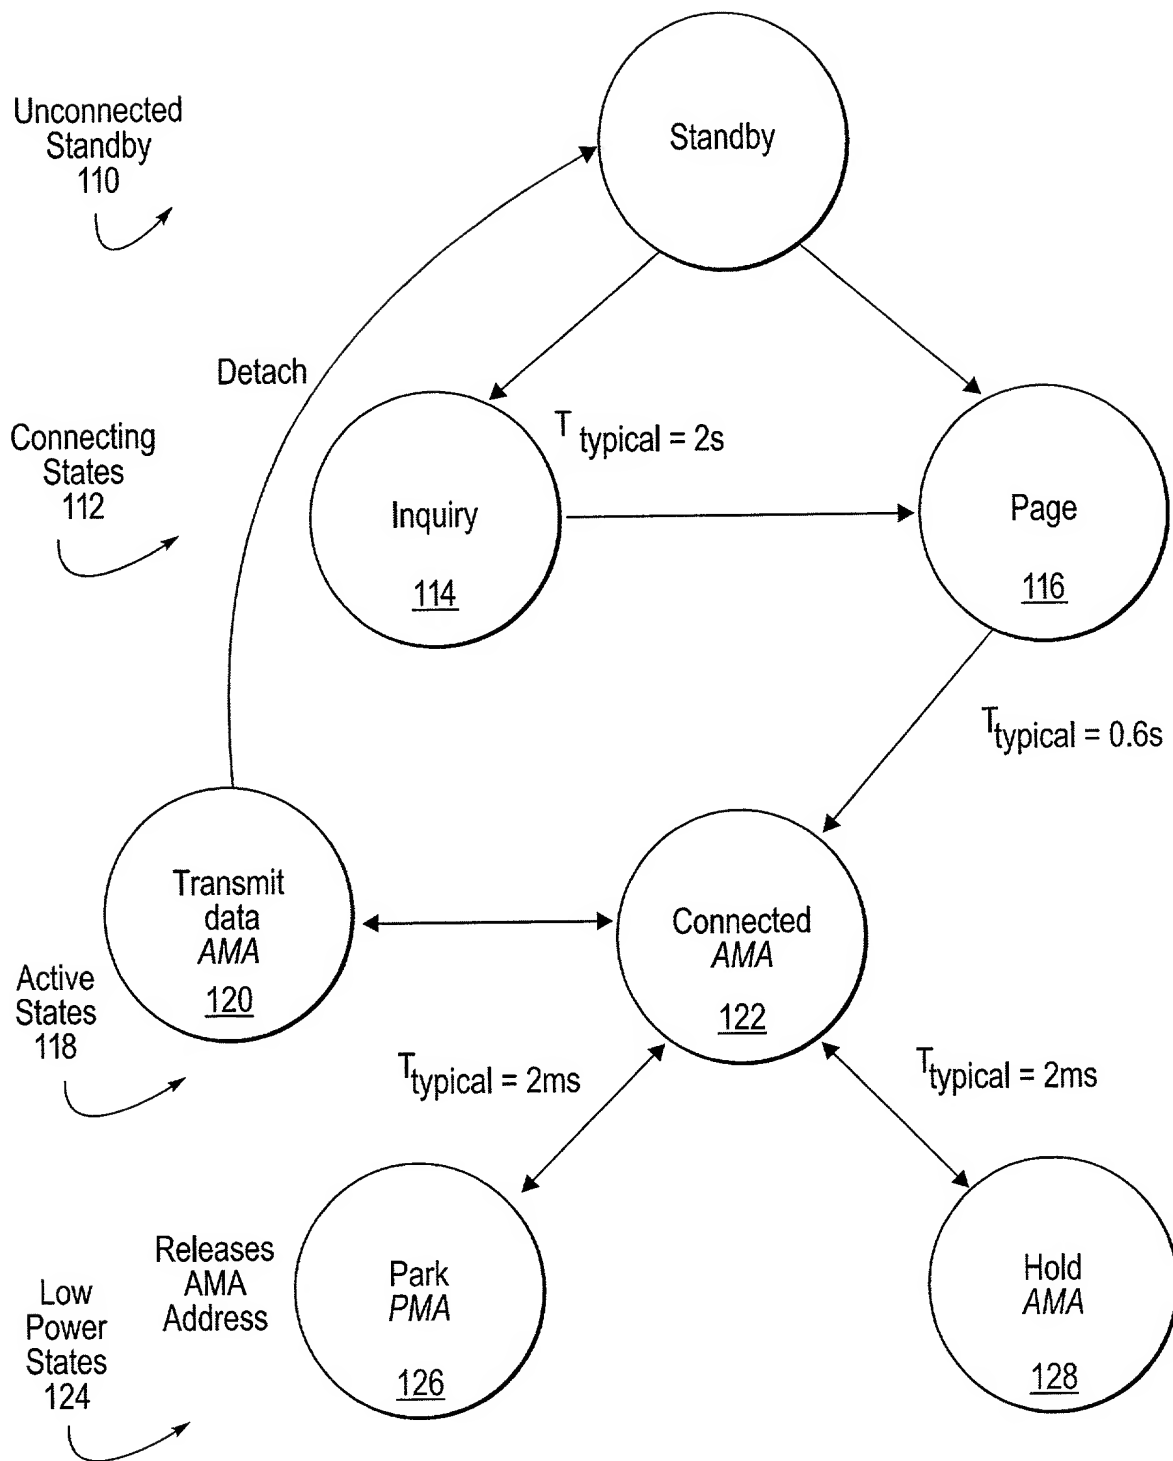 Unconnected
Standby
110
Standby
Detach
Connecting
States
112
T typical = 2s
Inquiry
114
Page
116
Ttypical = 0.6s
Transmit
data
AMA
120
Connected
AMA
122
Active
States
118
Ttypical = 2ms
Ttypical = 2ms
Releases
AMA
Address
Park
PMA
126
Hold
AMA
128
Low
Power
States
124